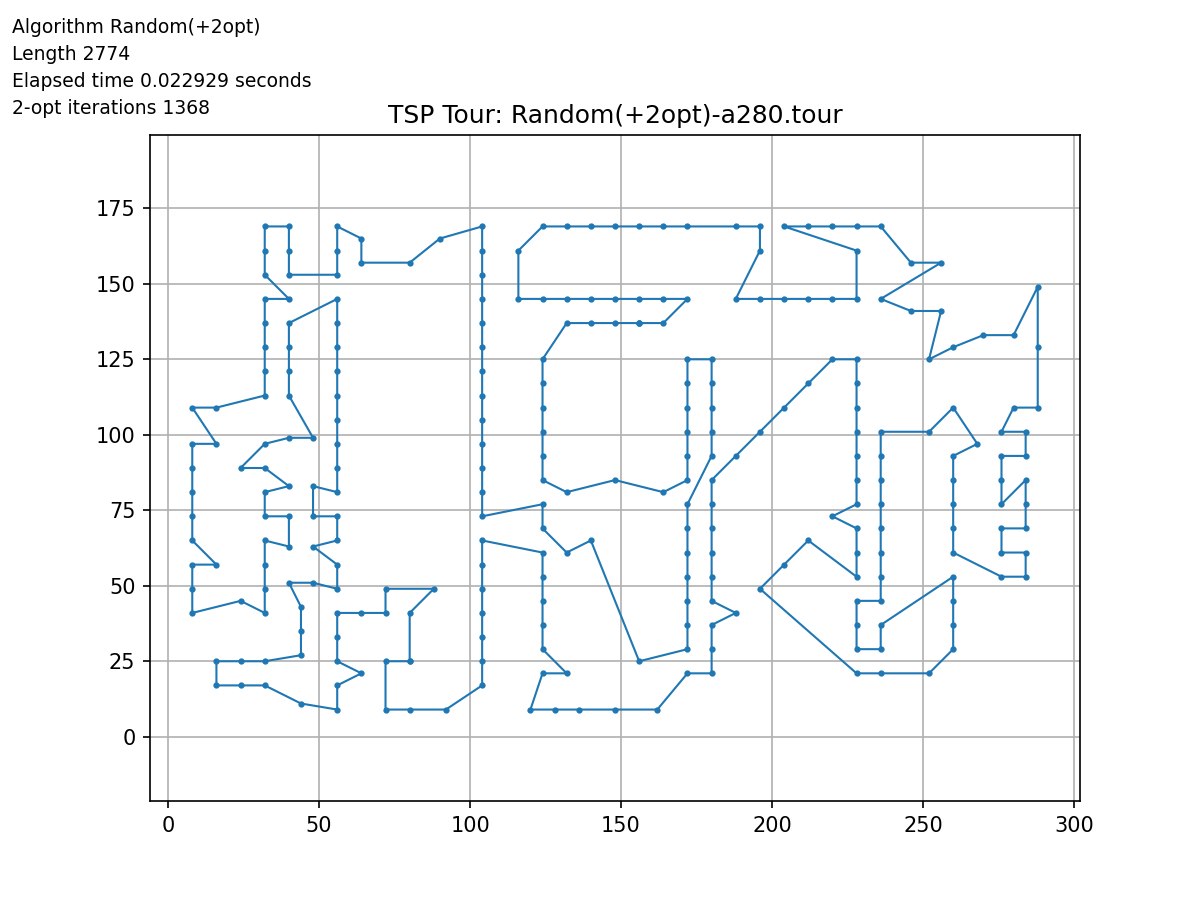 Algorithm Random(+2opt)
Length 2774
Elapsed time 0.022929 seconds
2-opt iterations 1368
TSP Tour: Random(+2opt)-a280.tour
175
150
125
100
75
50
25
0
0 50 100 150 200 250 300